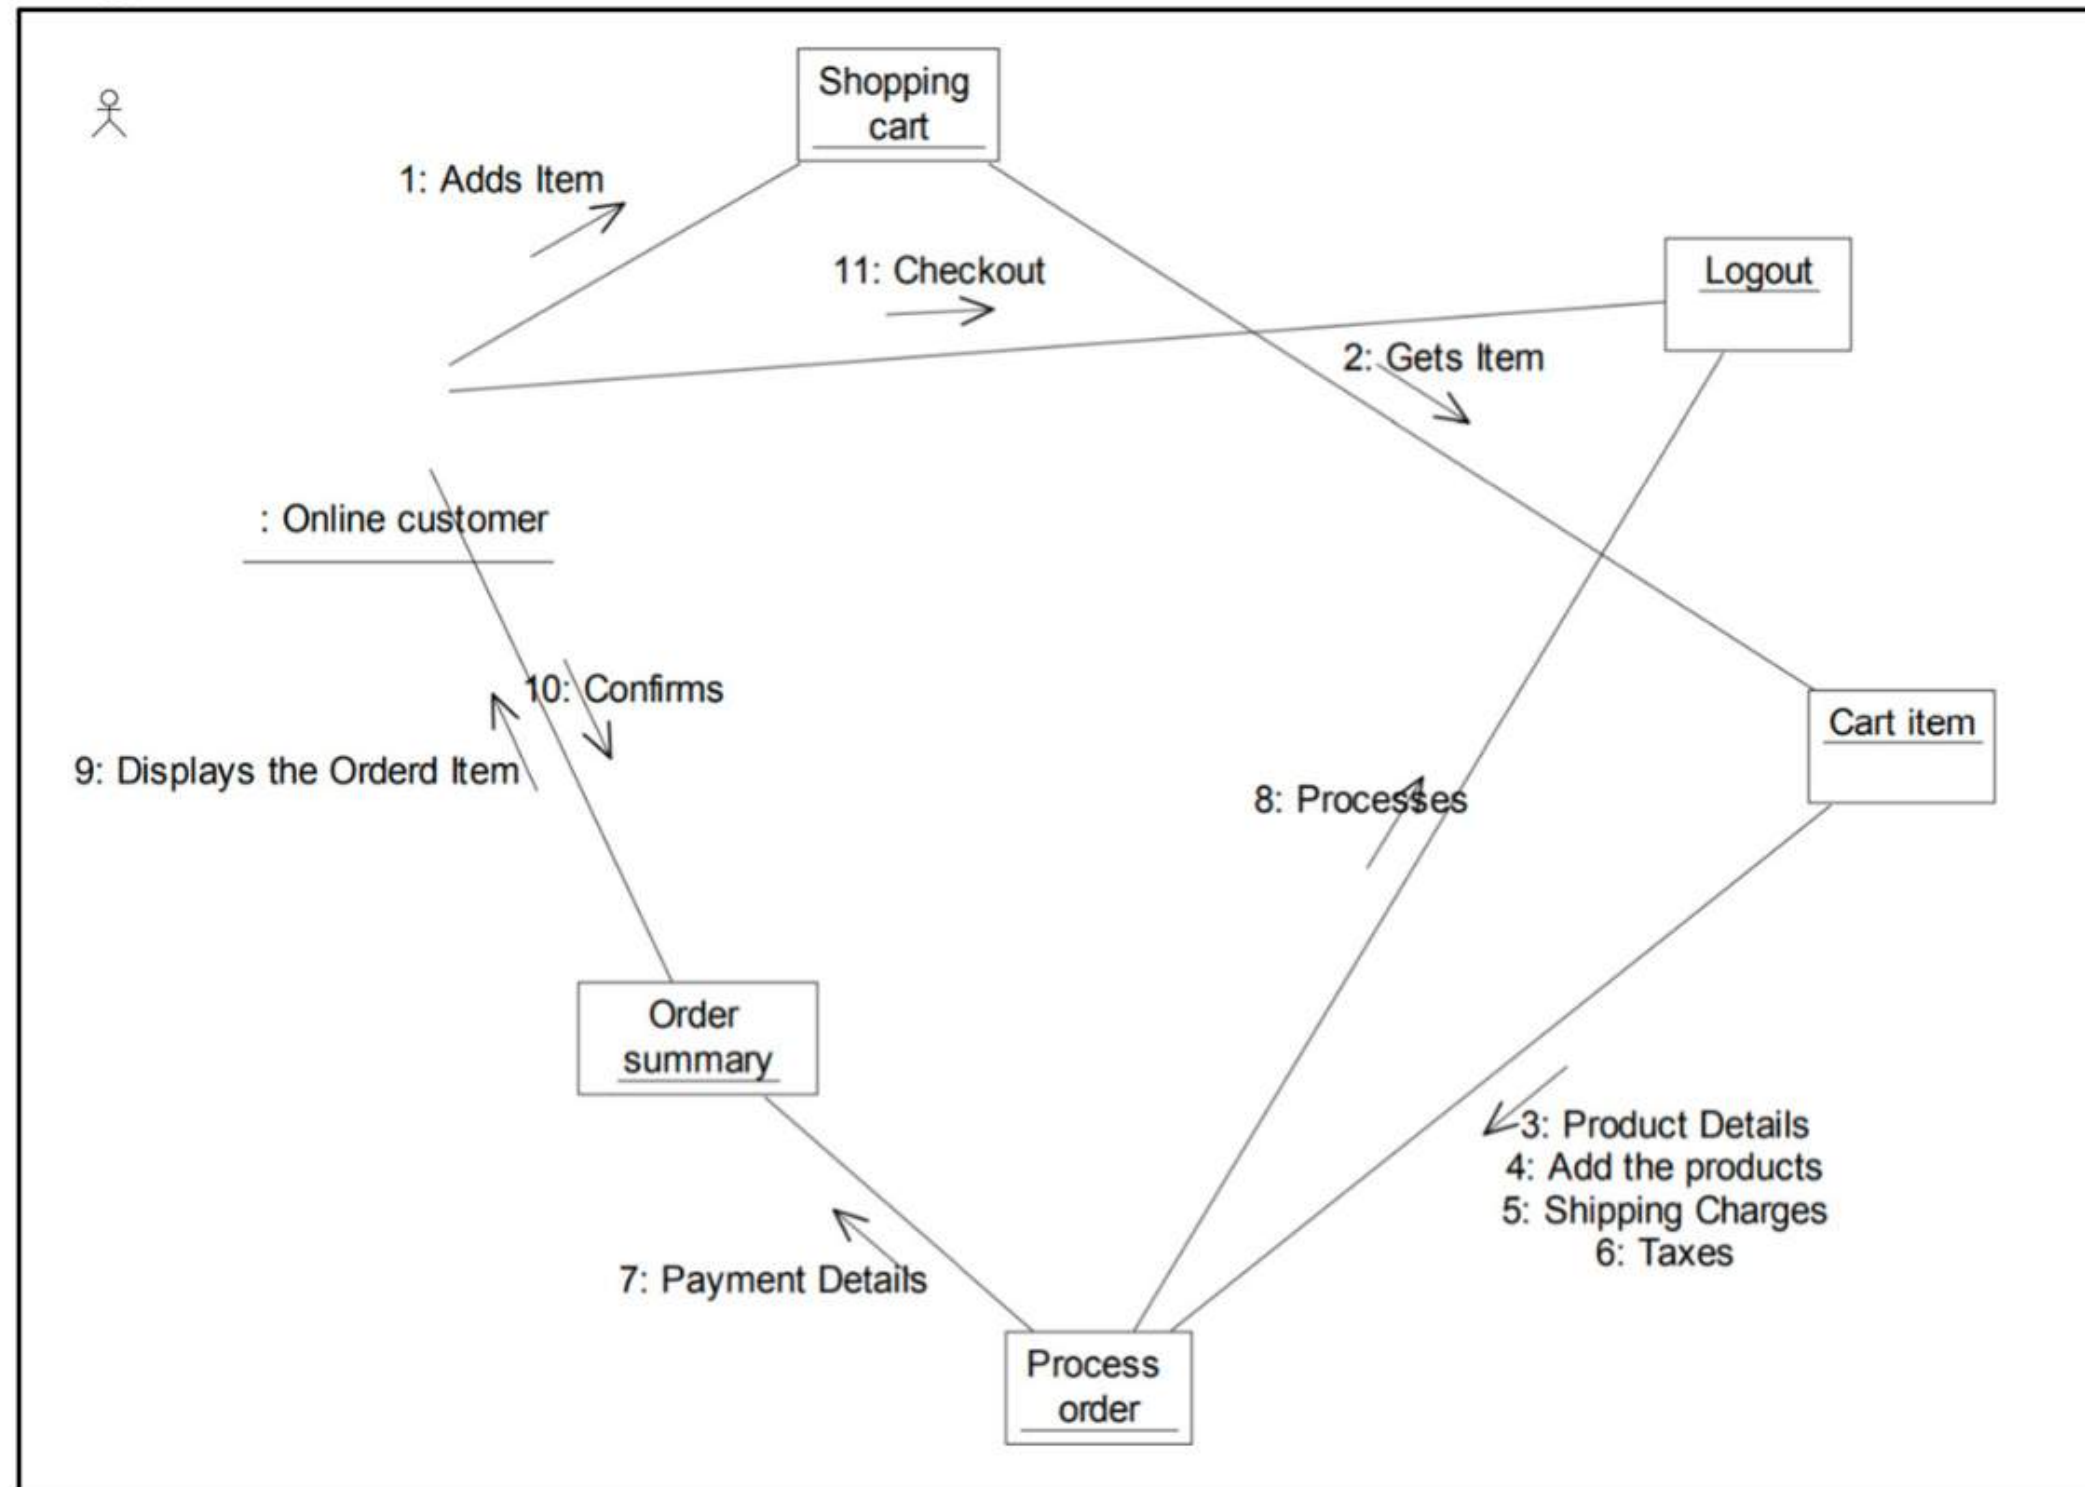 Shopping
cart
1: Adds Item
11: Checkout
Logout
2: Gets Item
: Online customer
10: Confirms
Cart item
9: Displays the Orderd Item
8: Processes
Order
summary
3: Product Details
4: Add the products
5: Shipping Charges
6: Taxes
7: Payment Details
Process
order